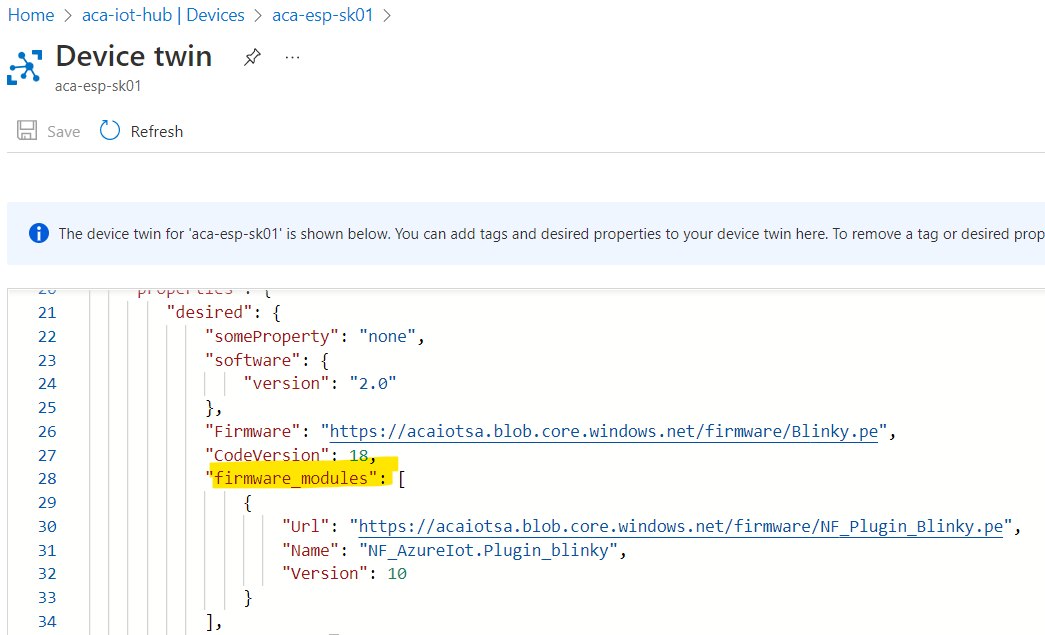 Home > aca-iot-hub | Devices > aca-esp-sk01 >
Device twin
...
aca-esp-sk01
Save Refresh
The device twin for 'aca-esp-sk01' is shown below. You can add tags and desired properties to your device twin here. To remove a tag or desired prop
20 "properties": {
21 "desired": {
22 "someProperty": "none",
23 "software": {
24 "version": "2.0"
25 },
26 "Firmware": "https://acaiotsa.blob.core.windows.net/firmware/Blinky.pe",
27 "CodeVersion": 18,
28 "firmware_modules": [
29 {
30 "Url": "https://acaiotsa.blob.core.windows.net/firmware/NF_Plugin_Blinky.pe",
31 "Name": "NF_AzureIot.Plugin_blinky",
32 "Version": 10
33 }
34 ],